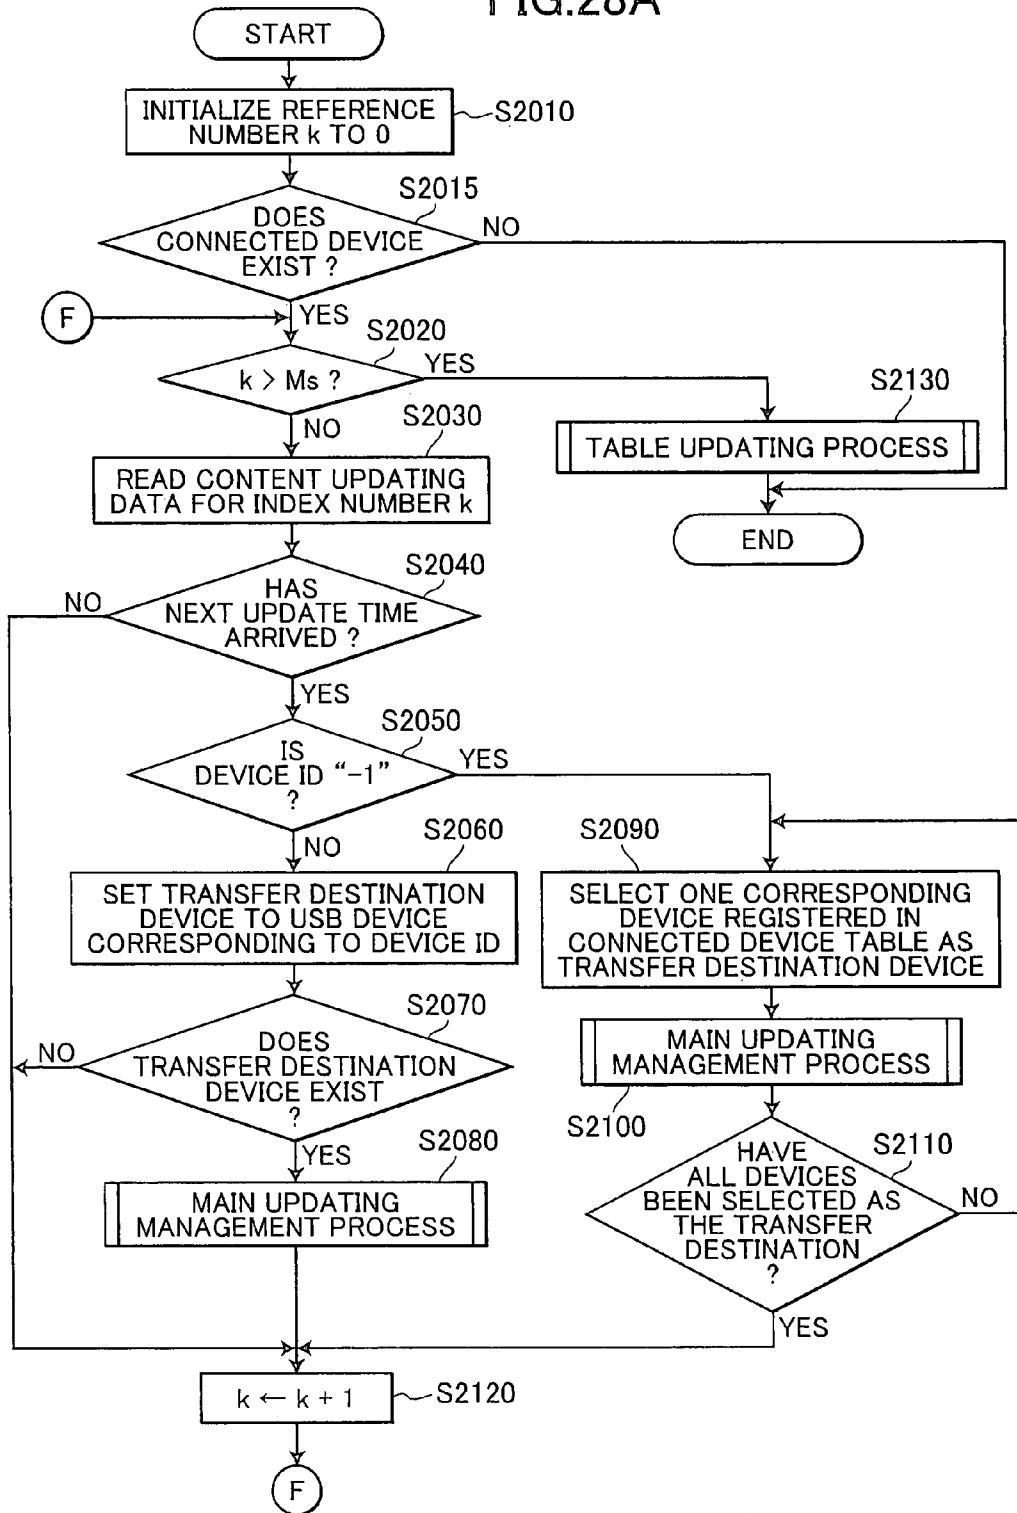 FIG.28A
START
INITIALIZE REFERENCE
NUMBER k TO 0
S2010
S2015
DOES
CONNECTED DEVICE
EXIST ?
NO
YES
F
S2020
k > Ms ?
YES
NO
S2130
TABLE UPDATING PROCESS
END
S2030
READ CONTENT UPDATING
DATA FOR INDEX NUMBER k
S2040
HAS
NEXT UPDATE TIME
ARRIVED ?
NO
YES
S2050
IS
DEVICE ID “-1”
?
YES
NO
S2060
SET TRANSFER DESTINATION
DEVICE TO USB DEVICE
CORRESPONDING TO DEVICE ID
S2090
SELECT ONE CORRESPONDING
DEVICE REGISTERED IN
CONNECTED DEVICE TABLE AS
TRANSFER DESTINATION DEVICE
S2070
DOES
TRANSFER DESTINATION
DEVICE EXIST
?
NO
YES
MAIN UPDATING
MANAGEMENT PROCESS
S2100
S2080
MAIN UPDATING
MANAGEMENT PROCESS
S2110
HAVE
ALL DEVICES
BEEN SELECTED AS
THE TRANSFER
DESTINATION
?
NO
YES
k ← k + 1
S2120
F